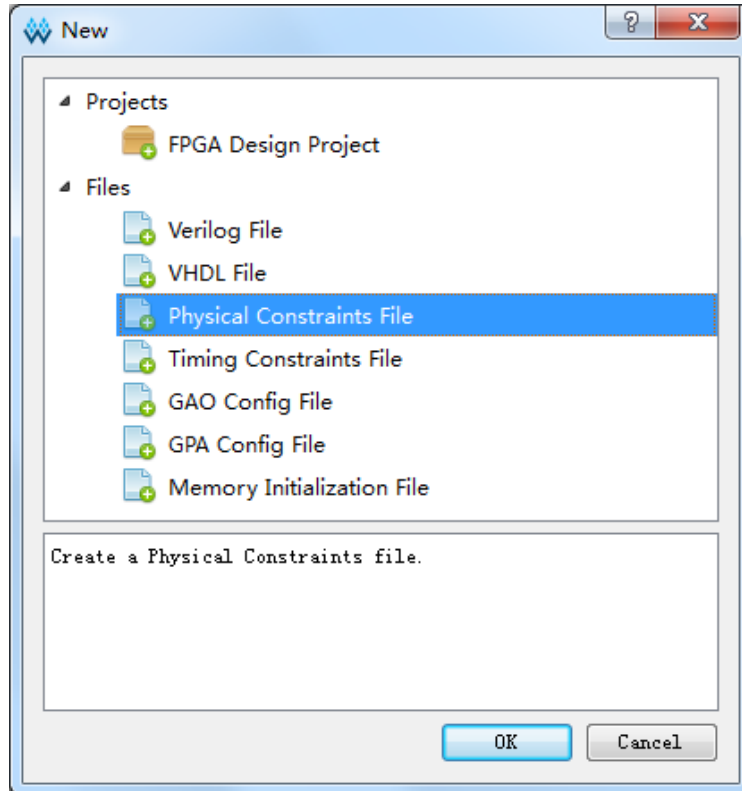 New
Projects
FPGA Design Project
Files
Verilog File
VHDL File
Physical Constraints File
Timing Constraints File
GAO Config File
GPA Config File
Memory Initialization File
Create a Physical Constraints file.
OK Cancel